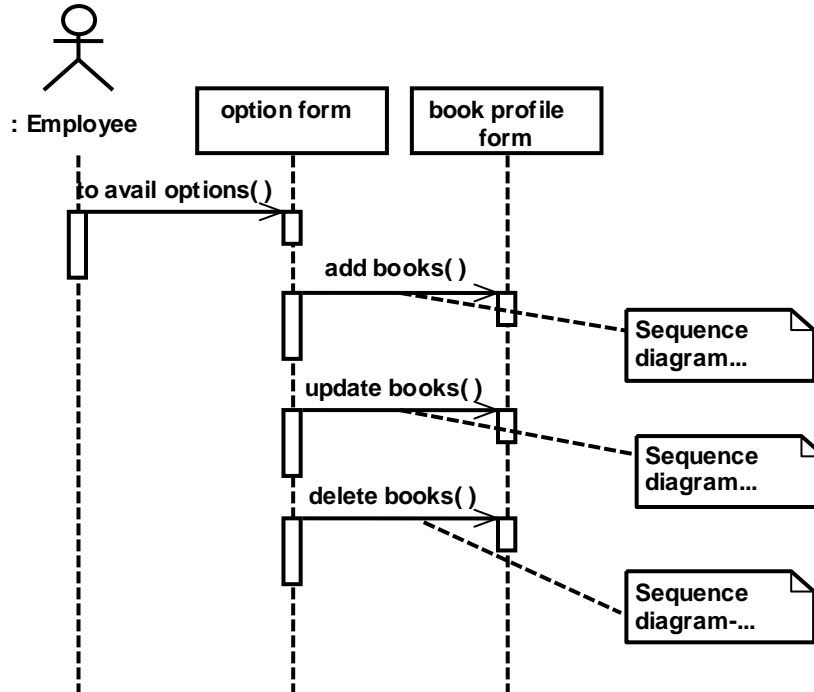 : Employee
option form
book profile
form
to avail options( )
add books( )
Sequence
diagram...
update books( )
Sequence
diagram...
delete books( )
Sequence
diagram-...